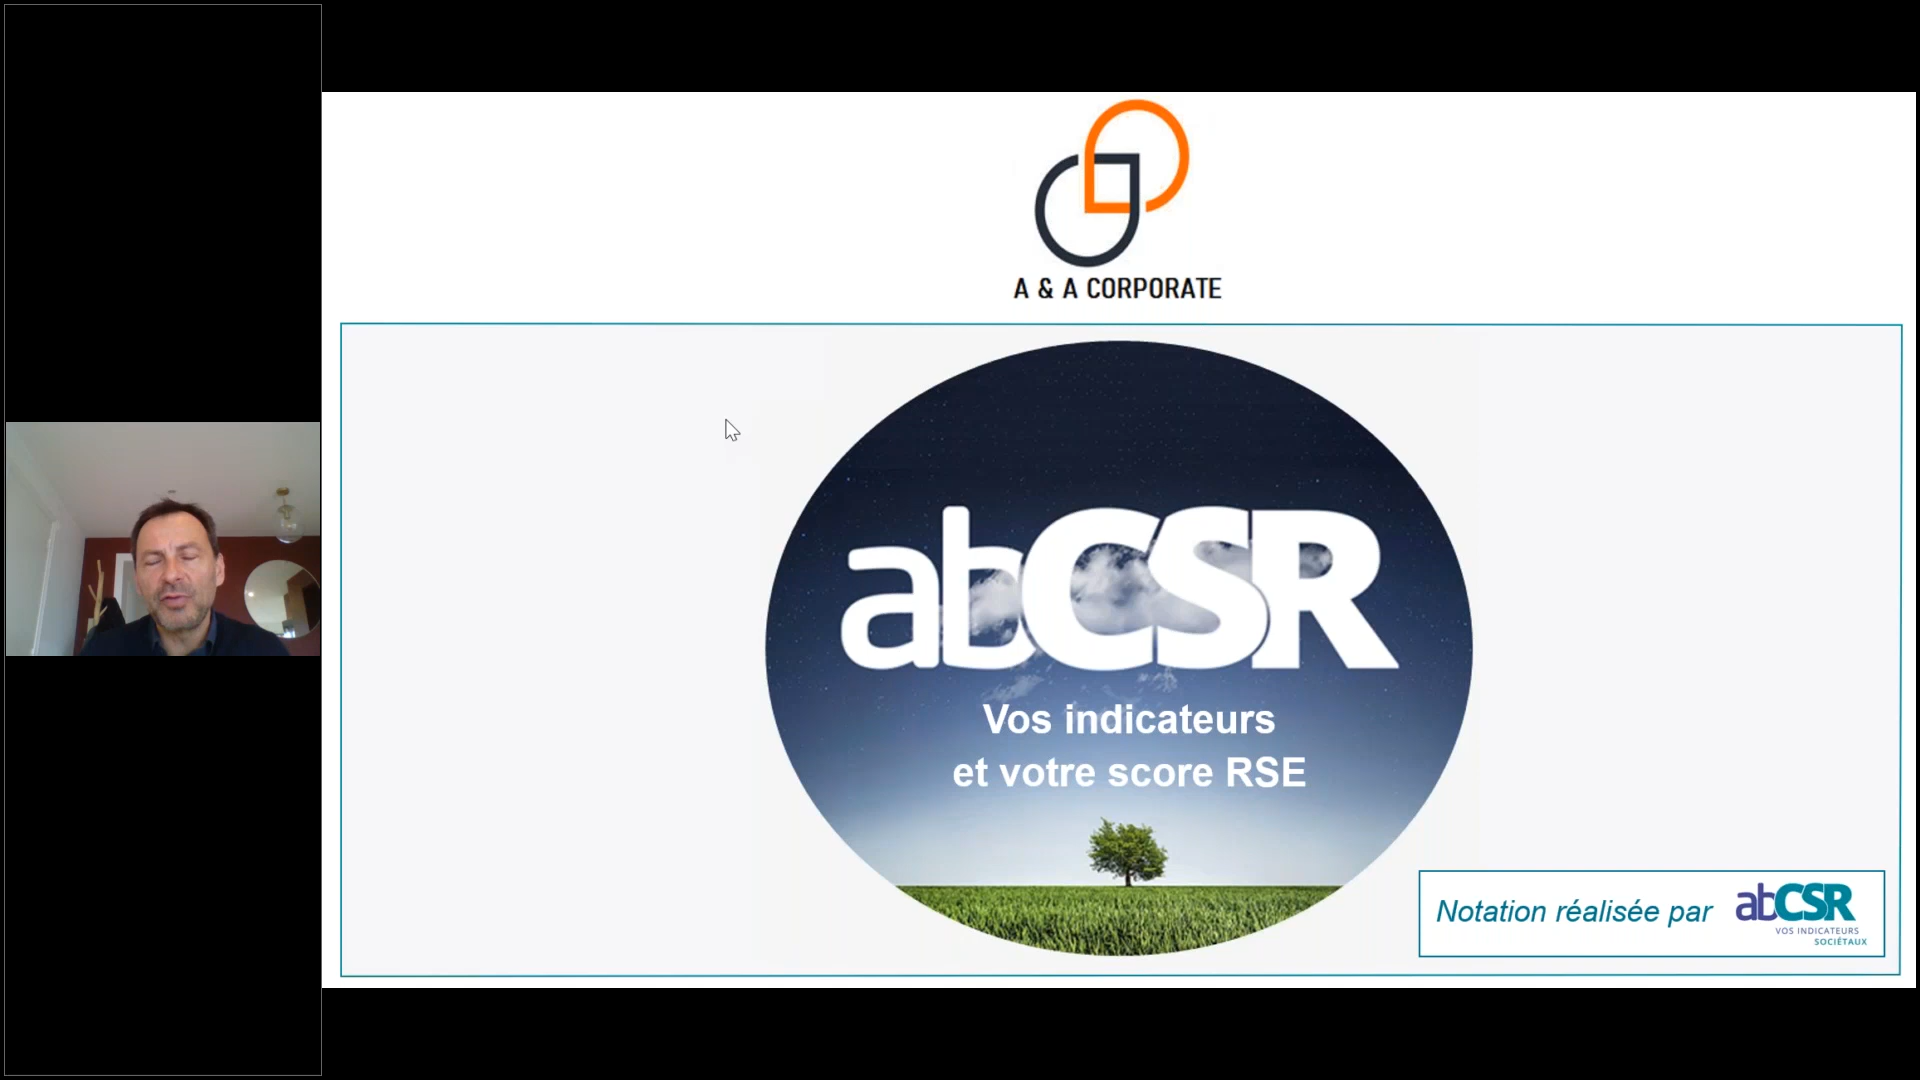 A & A CORPORATE
abCSR
Vos indicateurs
et votre score RSE
Notation réalisée par
abCSR
VOS INDICATEURS
SOCIÉTAUX